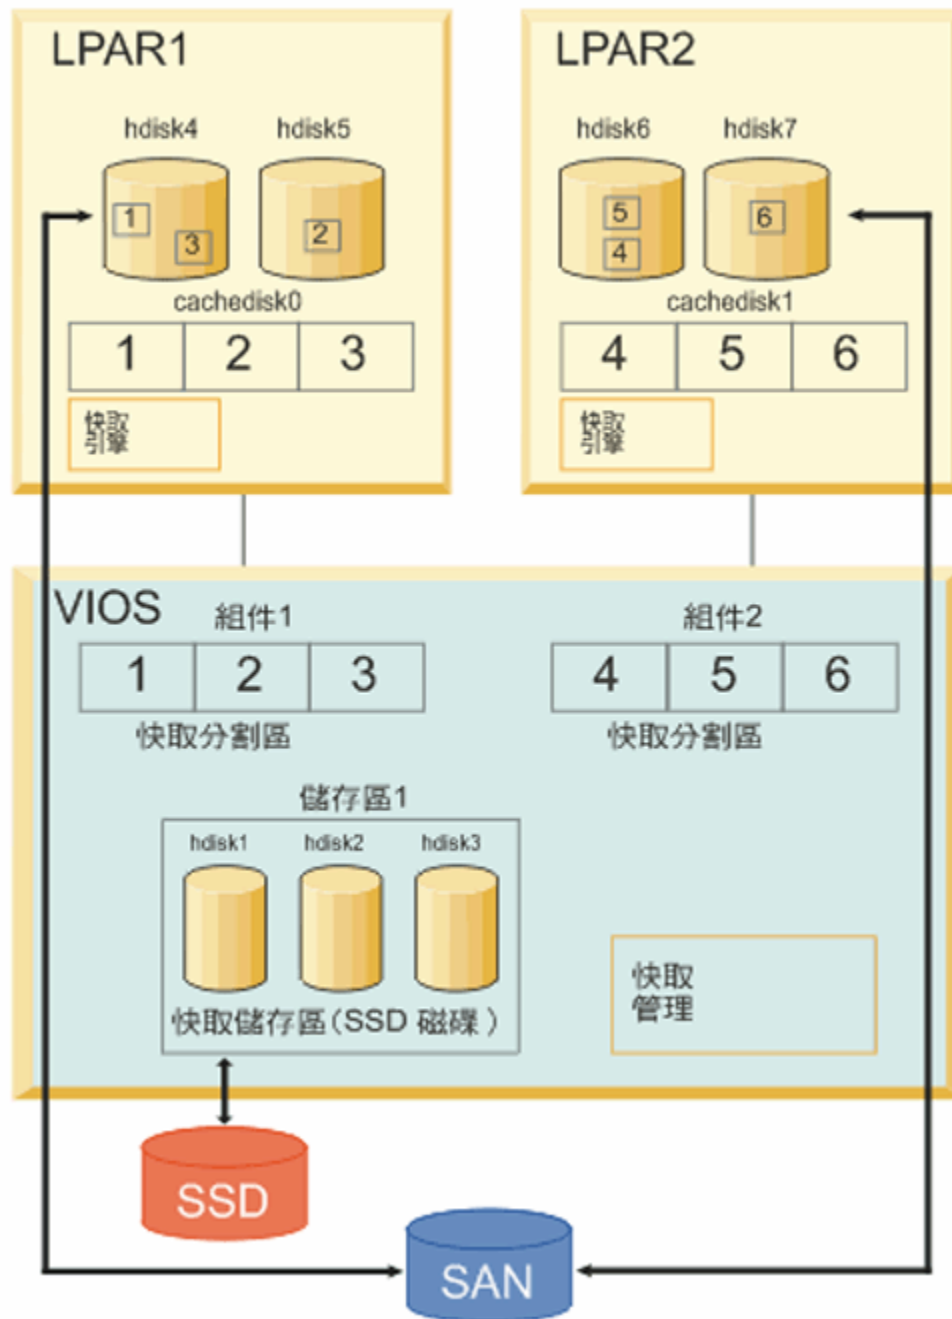 LPAR1
hdisk4
hdisk5
1
3
2
cachedisk0
1 2 3
快取
引擎
LPAR2
hdisk6
hdisk7
5
4
6
cachedisk1
4 5 6
快取
引擎
VIOS
組件1
1 2 3
快取分割區
組件2
4 5 6
快取分割區
儲存區1
hdisk1
hdisk2
hdisk3
快取儲存區(SSD 磁碟 )
快取
管理
SSD
SAN